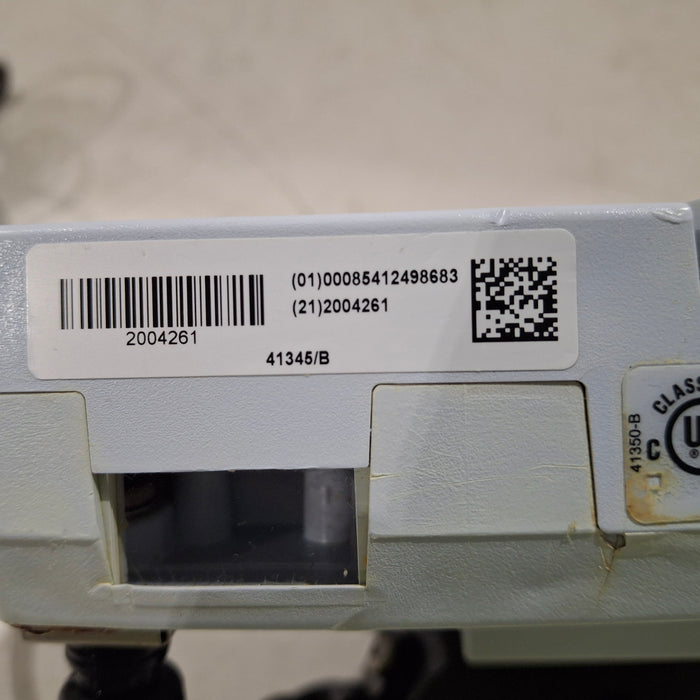 (01)00085412498683
(21)2004261
2004261
41345/B
41350-B
CLASS
C
U
®